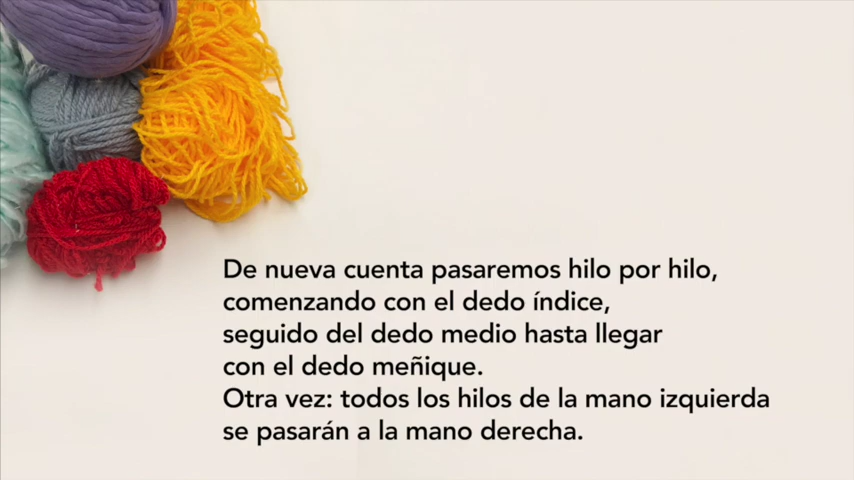 De nueva cuenta pasaremos hilo por hilo,
comenzando con el dedo índice,
seguido del dedo medio hasta llegar
con el dedo meñique.
Otra vez: todos los hilos de la mano izquierda
se pasarán a la mano derecha.